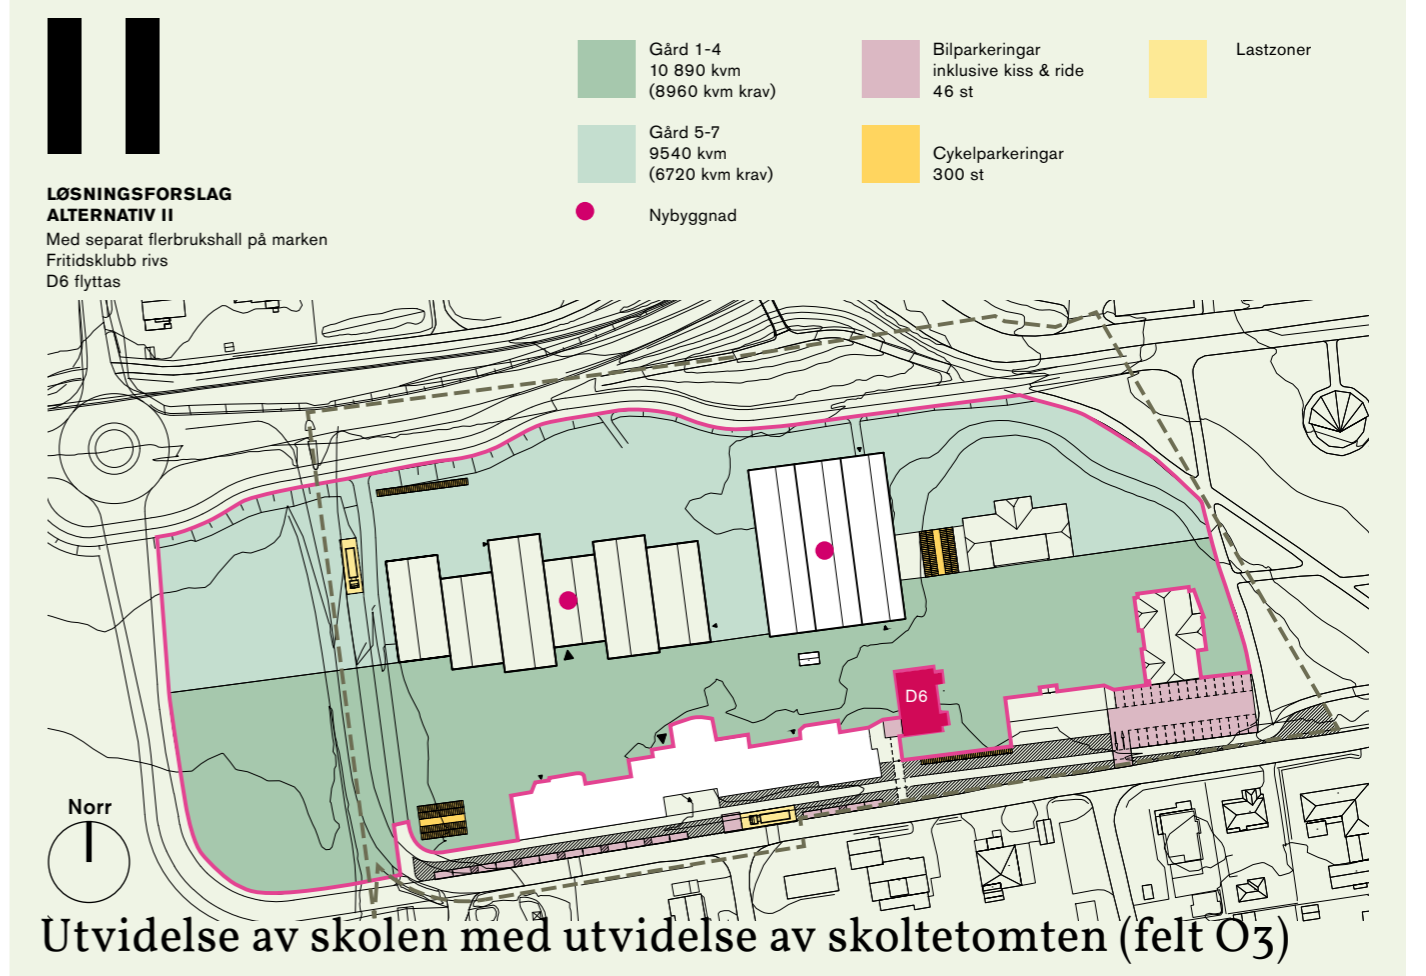 II
LØSNINGSFORSLAG
ALTERNATIV II
Med separat flerbrukshall på marken
Fritidsklubb rivs
D6 flyttas
Gård 1-4
10 890 kvm
(8960 kvm krav)
Gård 5-7
9540 kvm
(6720 kvm krav)
Nybyggnad
Bilparkeringar
inklusive kiss & ride
46 st
Cykelparkeringar
300 st
Lastzoner
D6
Norr
Utvidelse av skolen med utvidelse av skoltetomten (felt O3)